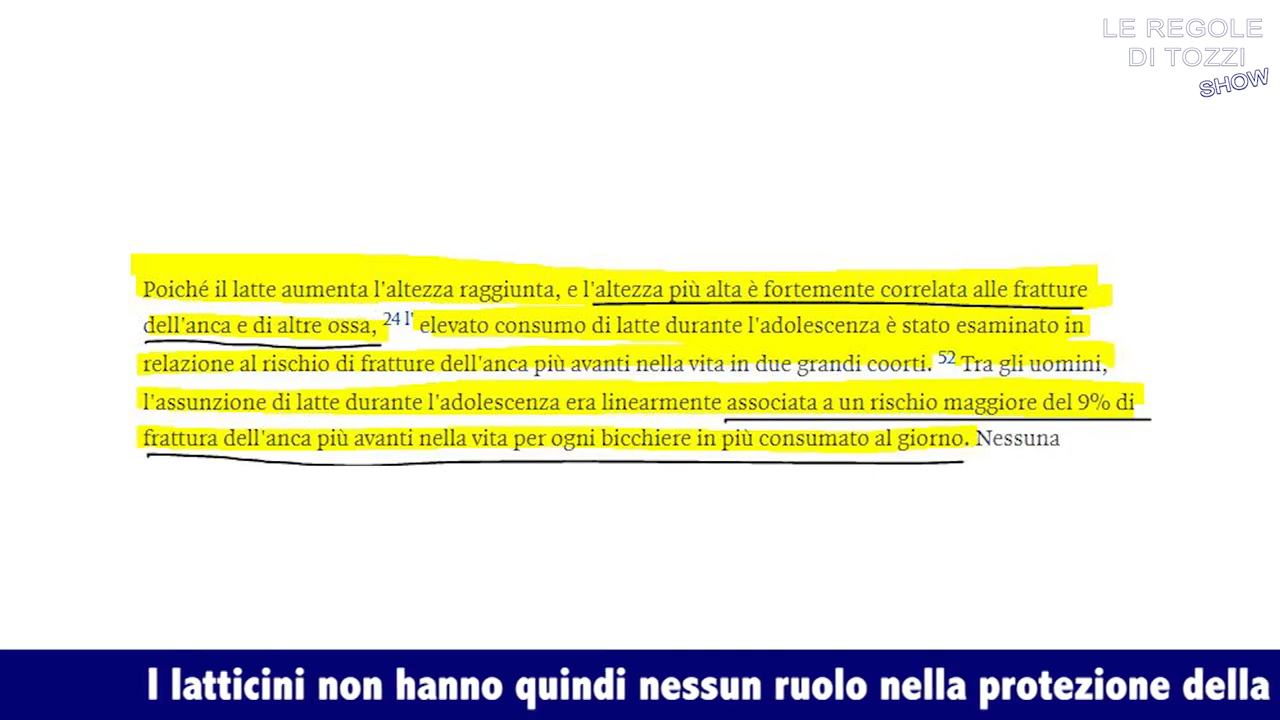 LE REGOLE
DI TOZZI
SHOW
Poiché il latte aumenta l'altezza raggiunta, e l'altezza più alta è fortemente correlata alle fratture
dell'anca e di altre ossa, 24 l' elevato consumo di latte durante l'adolescenza è stato esaminato in
relazione al rischio di fratture dell'anca più avanti nella vita in due grandi coorti. 52 Tra gli uomini,
l'assunzione di latte durante l'adolescenza era linearmente associata a un rischio maggiore del 9% di
frattura dell'anca più avanti nella vita per ogni bicchiere in più consumato al giorno. Nessuna
I latticini non hanno quindi nessun ruolo nella protezione della